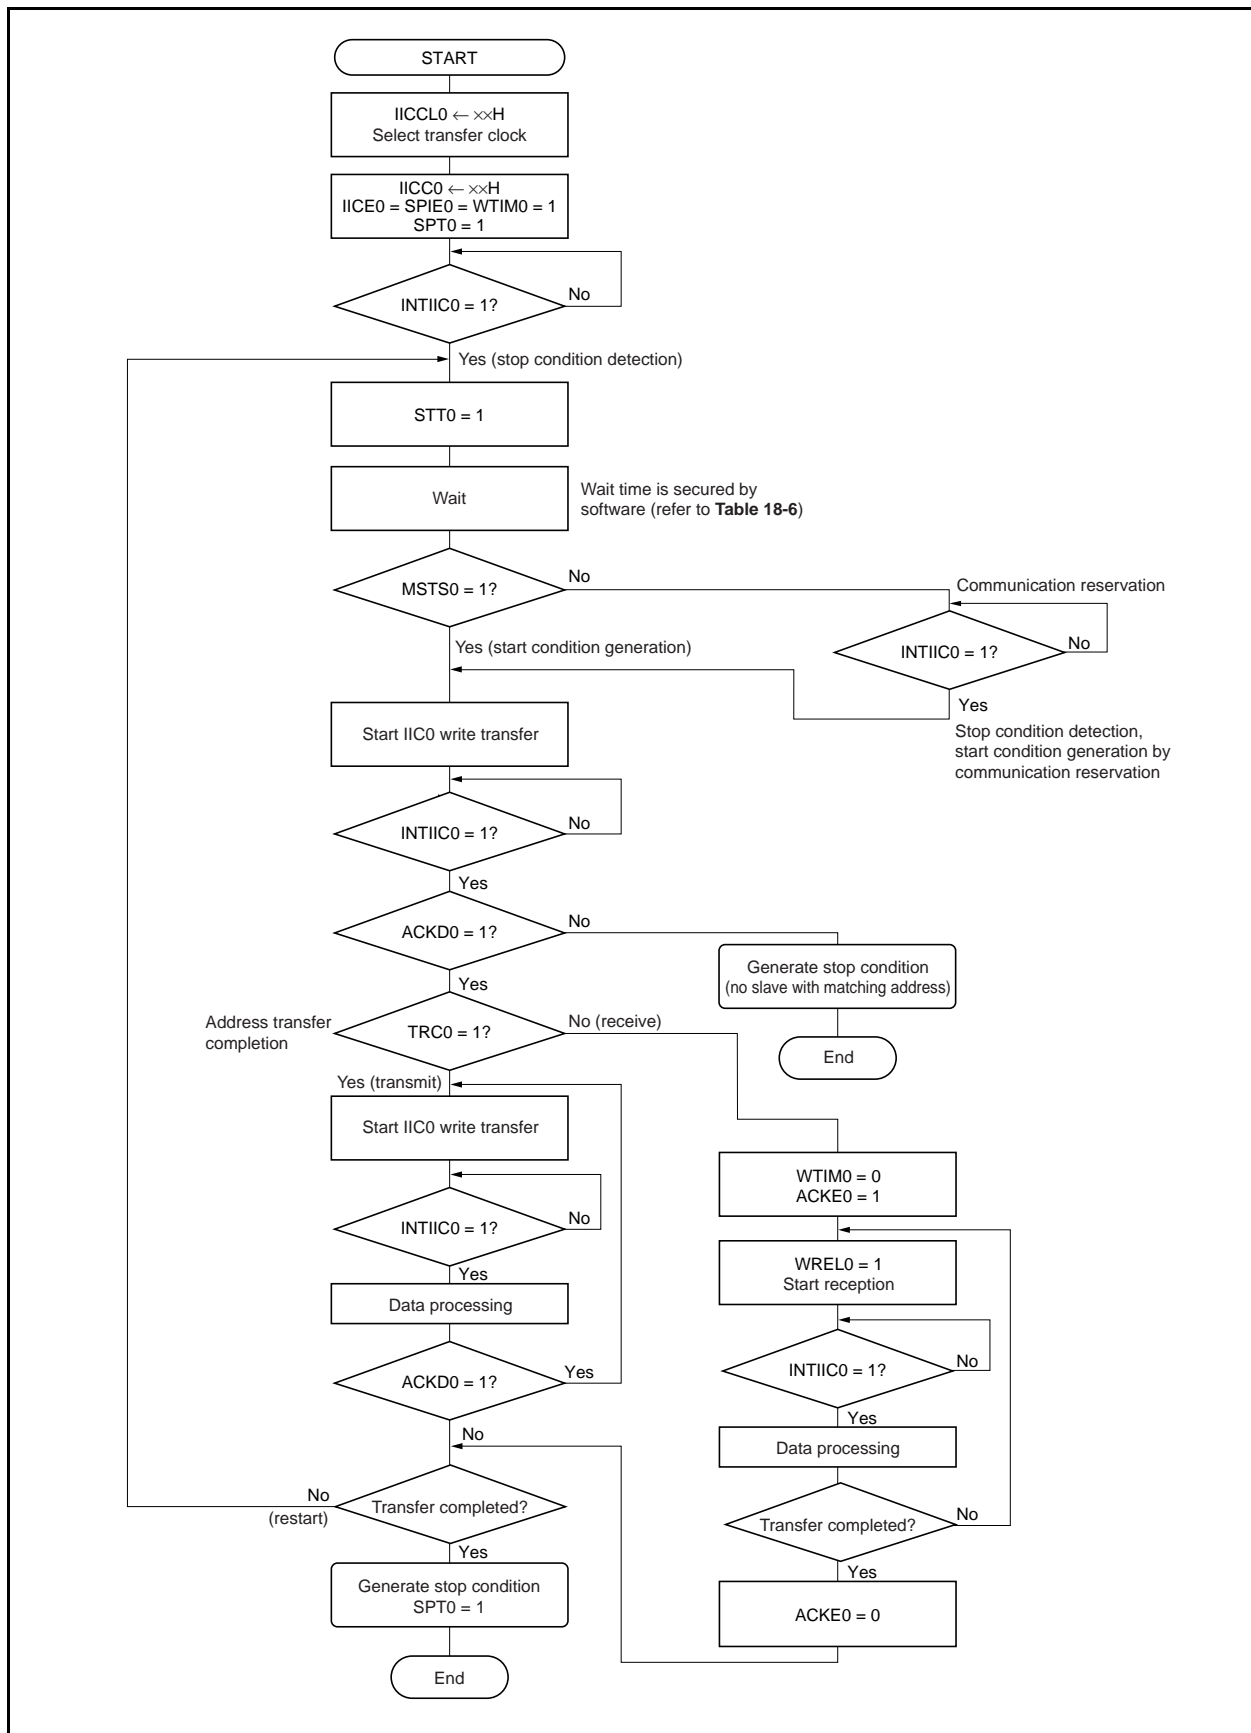 START
IICCL0 ← ××H
Select transfer clock
IICC0 ← ××H
IICE0 = SPIE0 = WTIM0 = 1
SPT0 = 1
INTIIC0 = 1?
No
Yes (stop condition detection)
STT0 = 1
Wait
Wait time is secured by
software (refer to Table 18-6)
MSTS0 = 1?
No
Communication reservation
INTIIC0 = 1?
No
Yes
Stop condition detection,
start condition generation by
communication reservation
Yes (start condition generation)
Start IIC0 write transfer
INTIIC0 = 1?
No
Yes
ACKD0 = 1?
No
Generate stop condition
(no slave with matching address)
End
Yes
Address transfer
completion
TRC0 = 1?
No (receive)
Yes (transmit)
Start IIC0 write transfer
INTIIC0 = 1?
No
Yes
Data processing
ACKD0 = 1?
Yes
No
Transfer completed?
No
(restart)
Yes
Generate stop condition
SPT0 = 1
End
WTIM0 = 0
ACKE0 = 1
WREL0 = 1
Start reception
INTIIC0 = 1?
No
Yes
Data processing
Transfer completed?
No
Yes
ACKE0 = 0